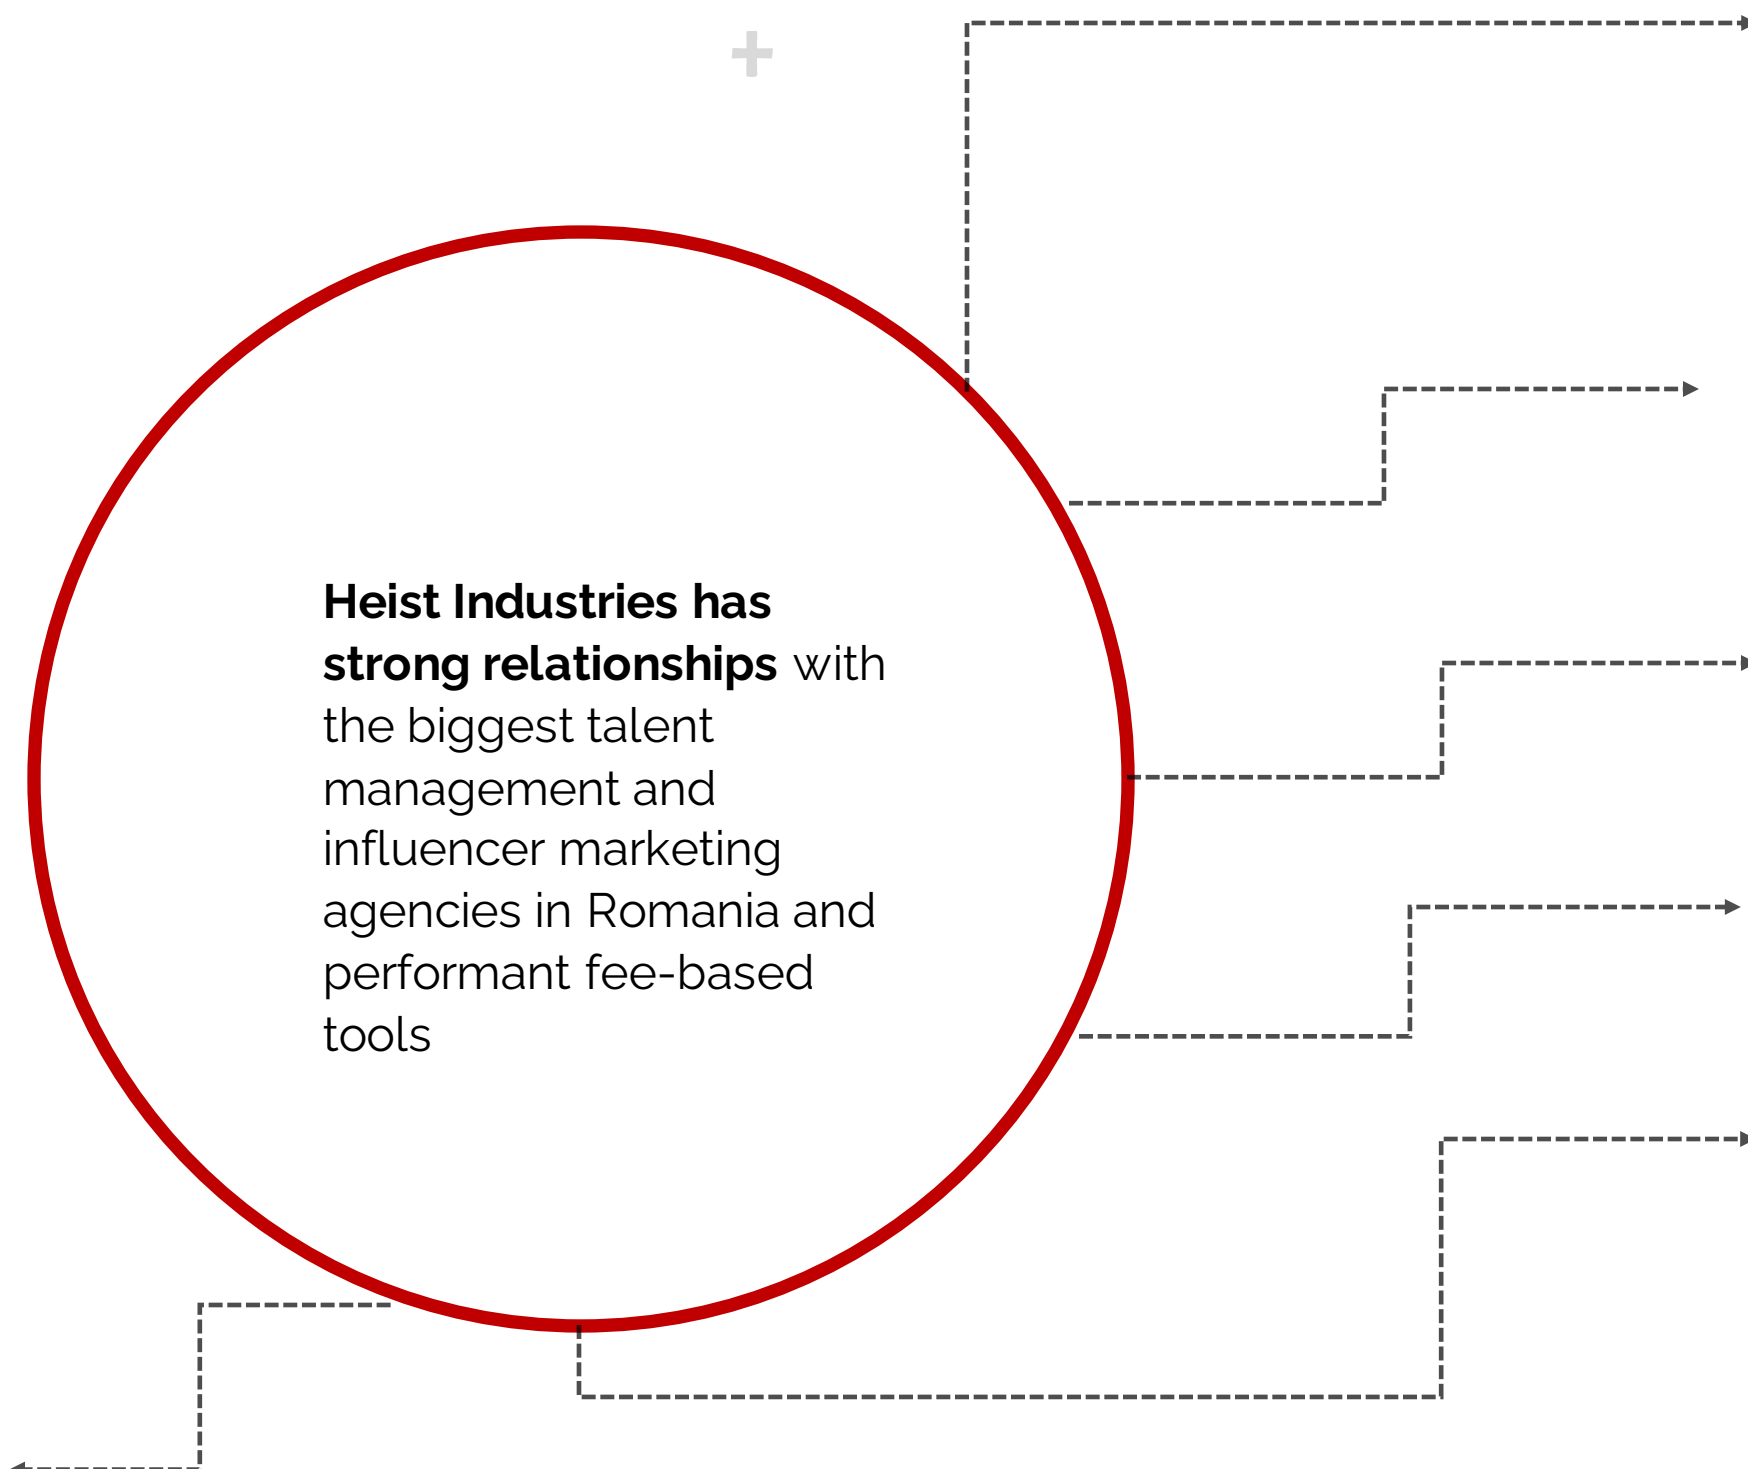 Heist Industries has
strong relationships with
the biggest talent
management and
influencer marketing
agencies in Romania and
performant fee-based
tools